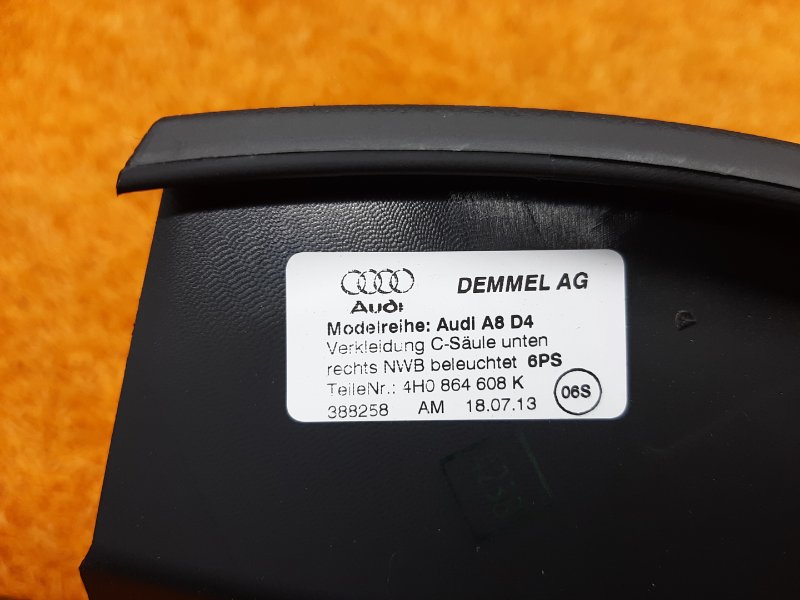 Audi
DEMMEL AG
Modelreihe: Audi A8 D4
Verkleidung C-Säule unten
rechts NWB beleuchtet 6PS
TeileNr.: 4H0 864 608 K
388258 AM 18.07.13
06S